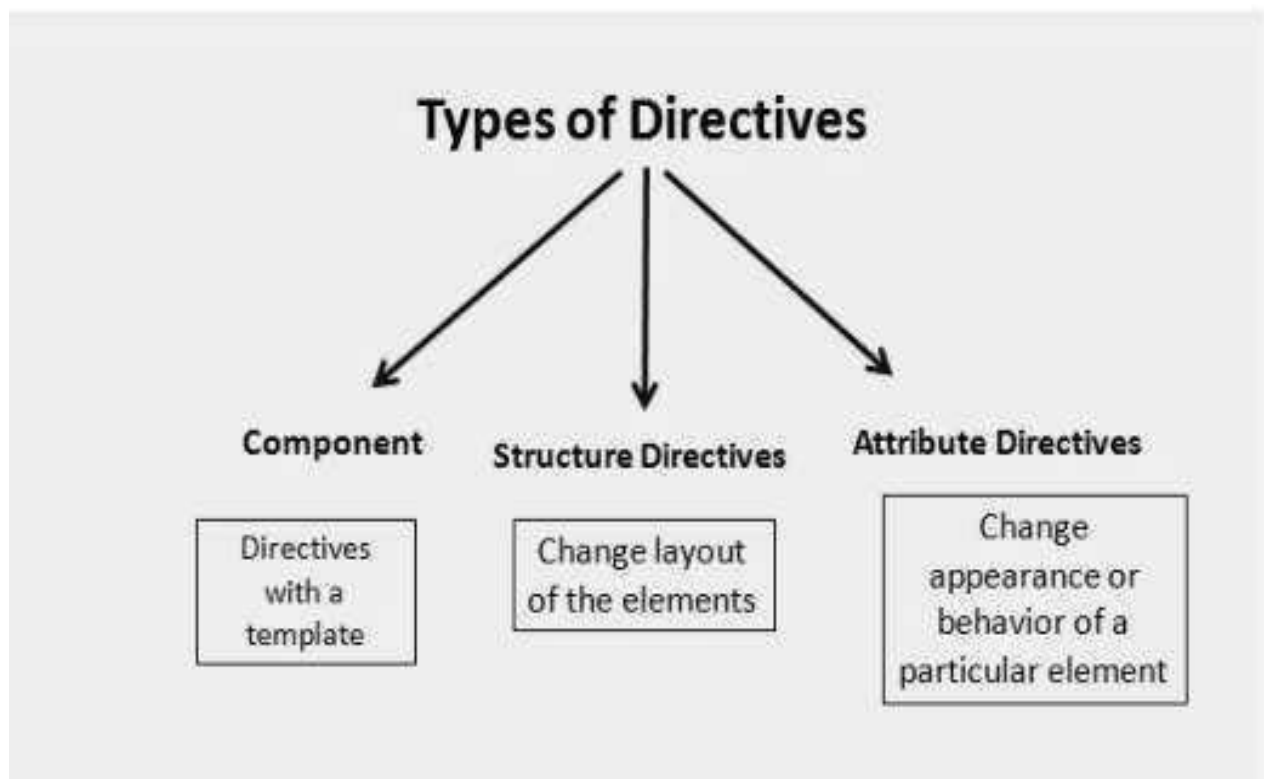 Types of Directives
Component
Directives
with a
template
Structure Directives
Change layout
of the elements
Attribute Directives
Change
appearance or
behavior of a
particular element